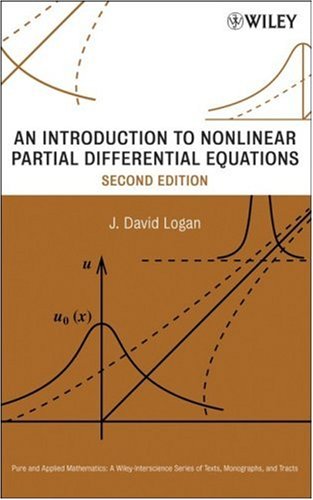 WILEY
AN INTRODUCTION TO NONLINEAR
PARTIAL DIFFERENTIAL EQUATIONS
SECOND EDITION
J. David Logan
u
u₀(x)
Pure and Applied Mathematics: A Wiley-Interscience Series of Texts, Monographs, and Tracts